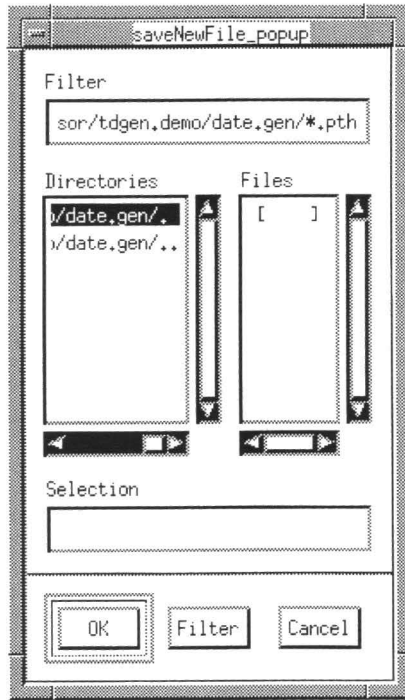 saveNewFile_popup
Filter
sor/tdgen.demo/date.gen/*.pth
Directories Files
o/date.gen/. [ ]
o/date.gen/..
Selection
OK Filter Cancel